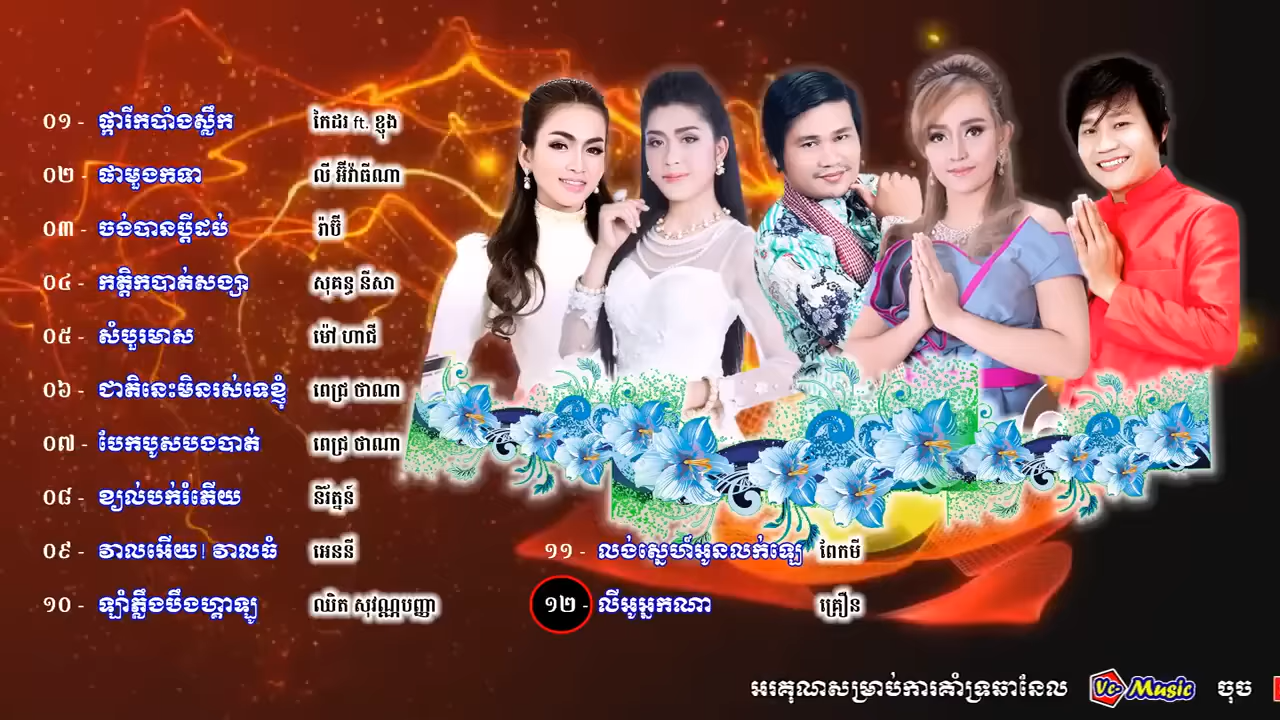 ០១ - ផ្ការីកបាំងស្លឹក កែដរ ft. ខ្ញុង
០២ - ផាមួងកទា លី អ៊ីវ៉ាធីណា
០៣ - ចង់បានប្ដីដប់ រ៉ាប៊ី
០៤ - កត្តិកបាត់សង្សា សុគន្ធ នីសា
០៥ - សំបួរមាស ម៉ៅ ហាជី
០៦ - ជាតិនេះមិនរស់ទេខ្ញុំ ពេជ្រ ថាណា
០៧ - បែកបូសបងបាត់ ពេជ្រ ថាណា
០៨ - ខ្យល់បក់រំភើយ និរ័ត្នន៍
០៩ - វាលអើយ! វាលធំ អេននី
១០ - ឡាំភ្លឹងបឹងហ្គាឡូ ឈិត សុវណ្ណបញ្ញា
១១ - លង់ស្នេហ៍អូនលក់ឡេ ពែកមី
១២ - លីអូអ្នកណា គ្រឿន
អរគុណសម្រាប់ការគាំទ្រឆានែល Vc- Music ចុច